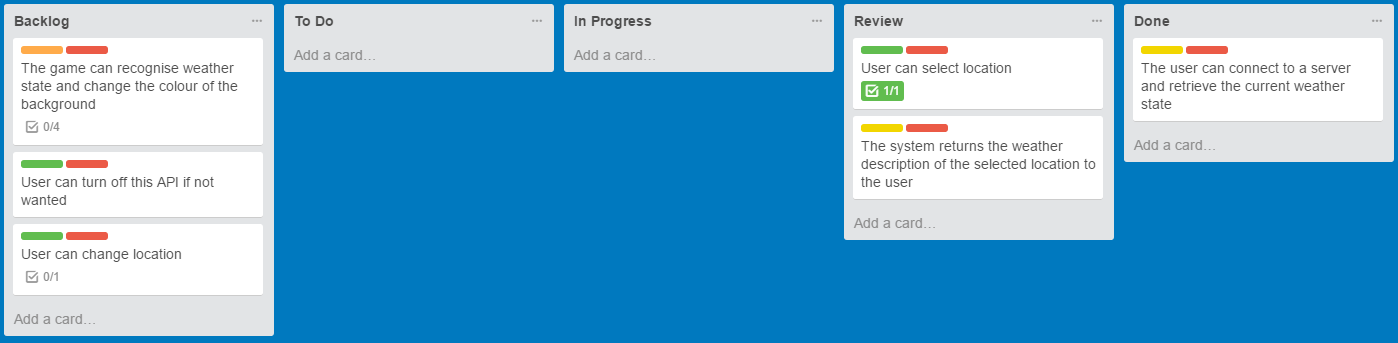 Backlog
The game can recognise weather
state and change the colour of the
background
0/4
User can turn off this API if not
wanted
User can change location
0/1
Add a card...
To Do
Add a card...
In Progress
Add a card...
Review
User can select location
1/1
The system returns the weather
description of the selected location to
the user
Add a card...
Done
The user can connect to a server
and retrieve the current weather
state
Add a card...